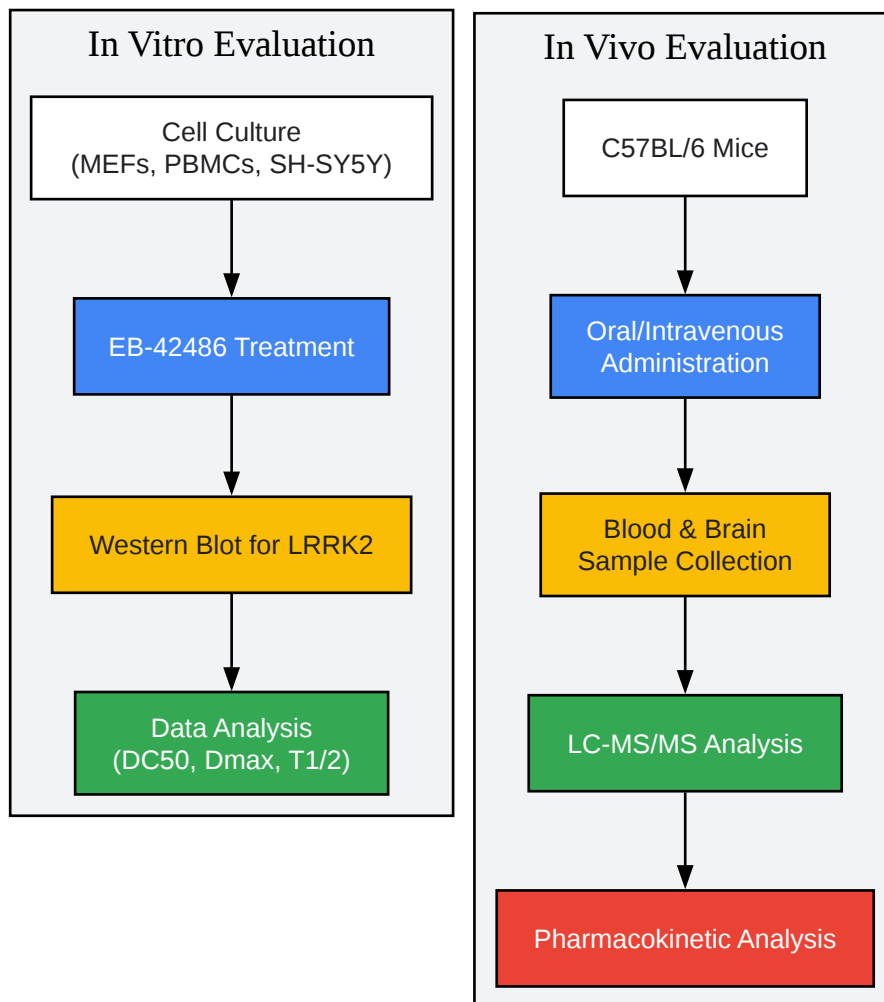 In Vitro Evaluation
Cell Culture
(MEFs, PBMCs, SH-SY5Y)
EB-42486 Treatment
Western Blot for LRRK2
Data Analysis
(DC50, Dmax, T1/2)
In Vivo Evaluation
C57BL/6 Mice
Oral/Intravenous
Administration
Blood & Brain
Sample Collection
LC-MS/MS Analysis
Pharmacokinetic Analysis